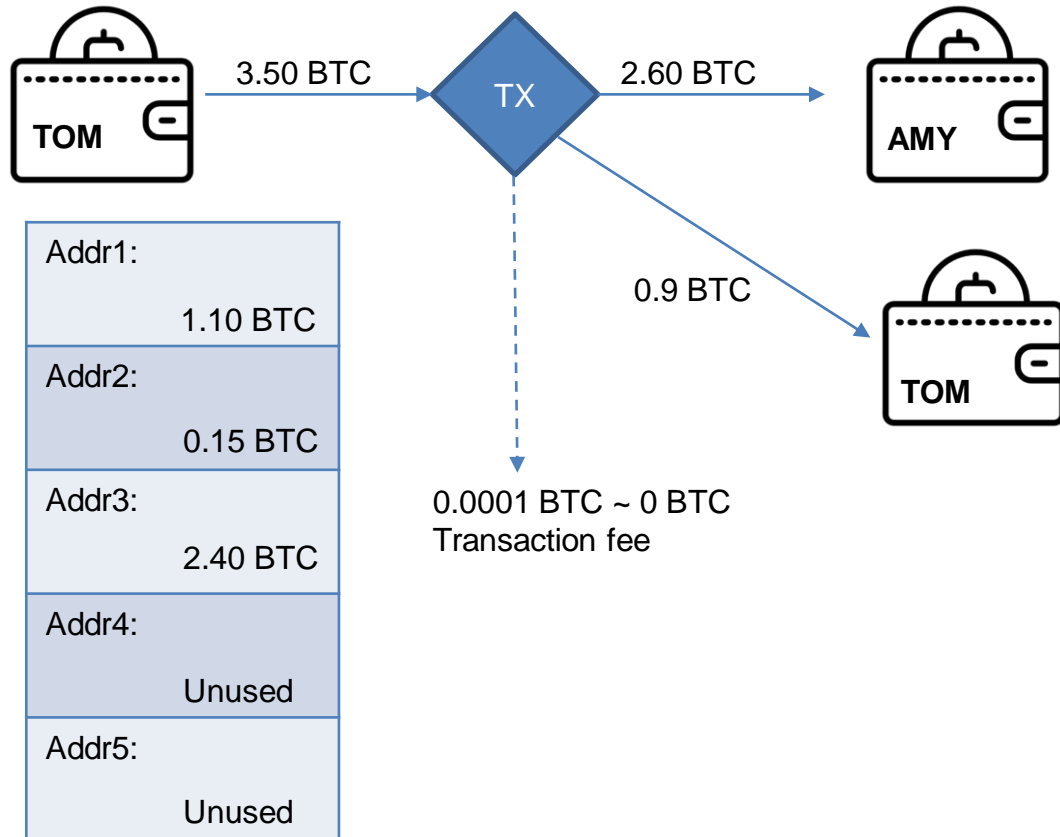 3.50 BTC
TX
2.60 BTC
TOM
AMY
Addr1:
1.10 BTC
0.9 BTC
Addr2:
0.15 BTC
TOM
Addr3:
2.40 BTC
0.0001 BTC ~ 0 BTC
Transaction fee
Addr4:
Unused
Addr5:
Unused